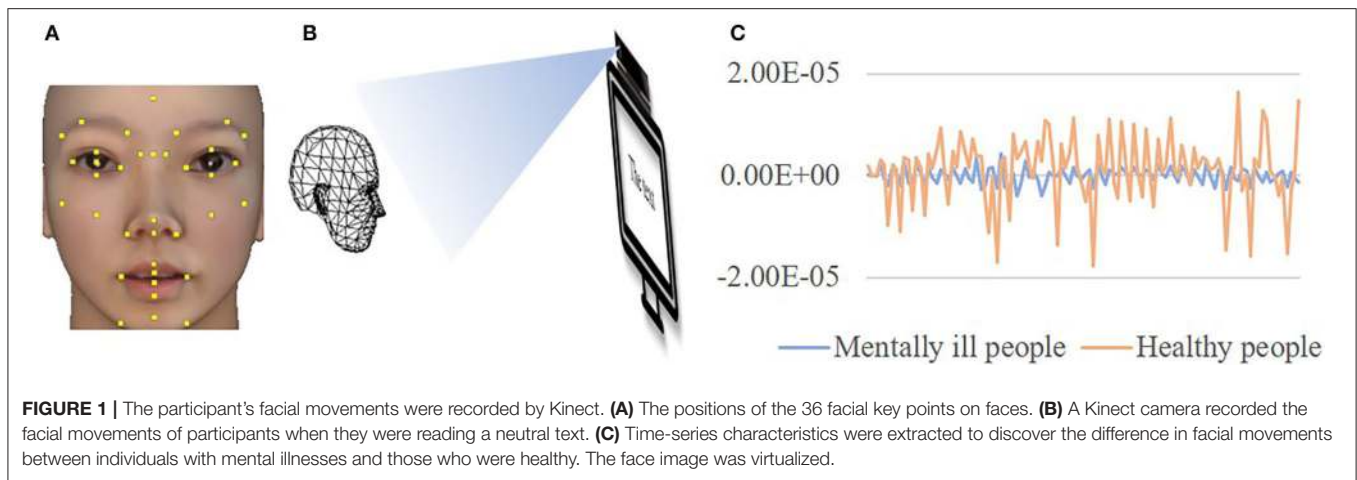 A
B
C
The text
2.00E-05
0.00E+00
-2.00E-05
Mentally ill people
Healthy people
FIGURE 1 | The participant's facial movements were recorded by Kinect. (A) The positions of the 36 facial key points on faces. (B) A Kinect camera recorded the
facial movements of participants when they were reading a neutral text. (C) Time-series characteristics were extracted to discover the difference in facial movements
between individuals with mental illnesses and those who were healthy. The face image was virtualized.